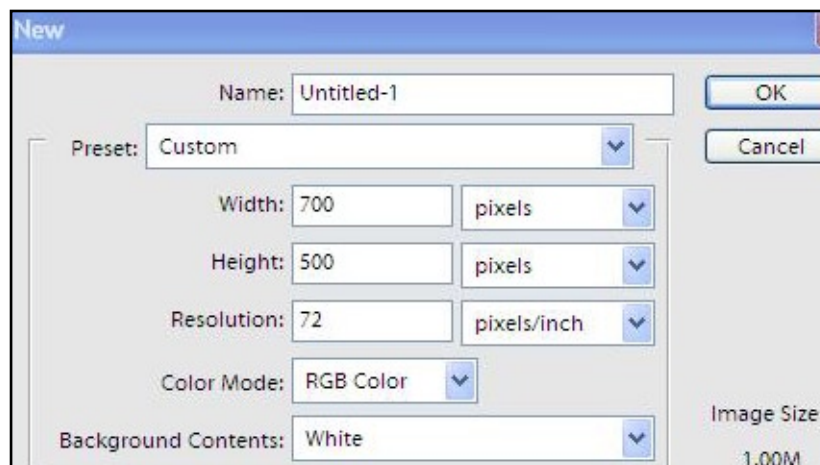 New
Name: Untitled-1 OK
Preset: Custom Cancel
Width: 700 pixels
Height: 500 pixels
Resolution: 72 pixels/inch
Color Mode: RGB Color
Background Contents: White
Image Size
1.00M